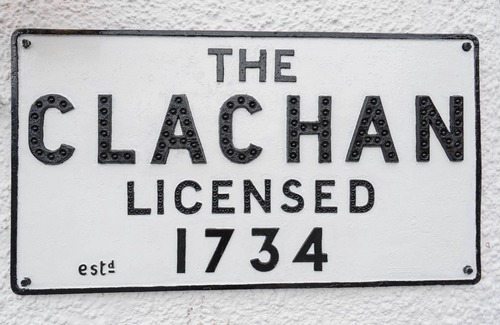 THE
CLACHAN
LICENSED
1734
estd